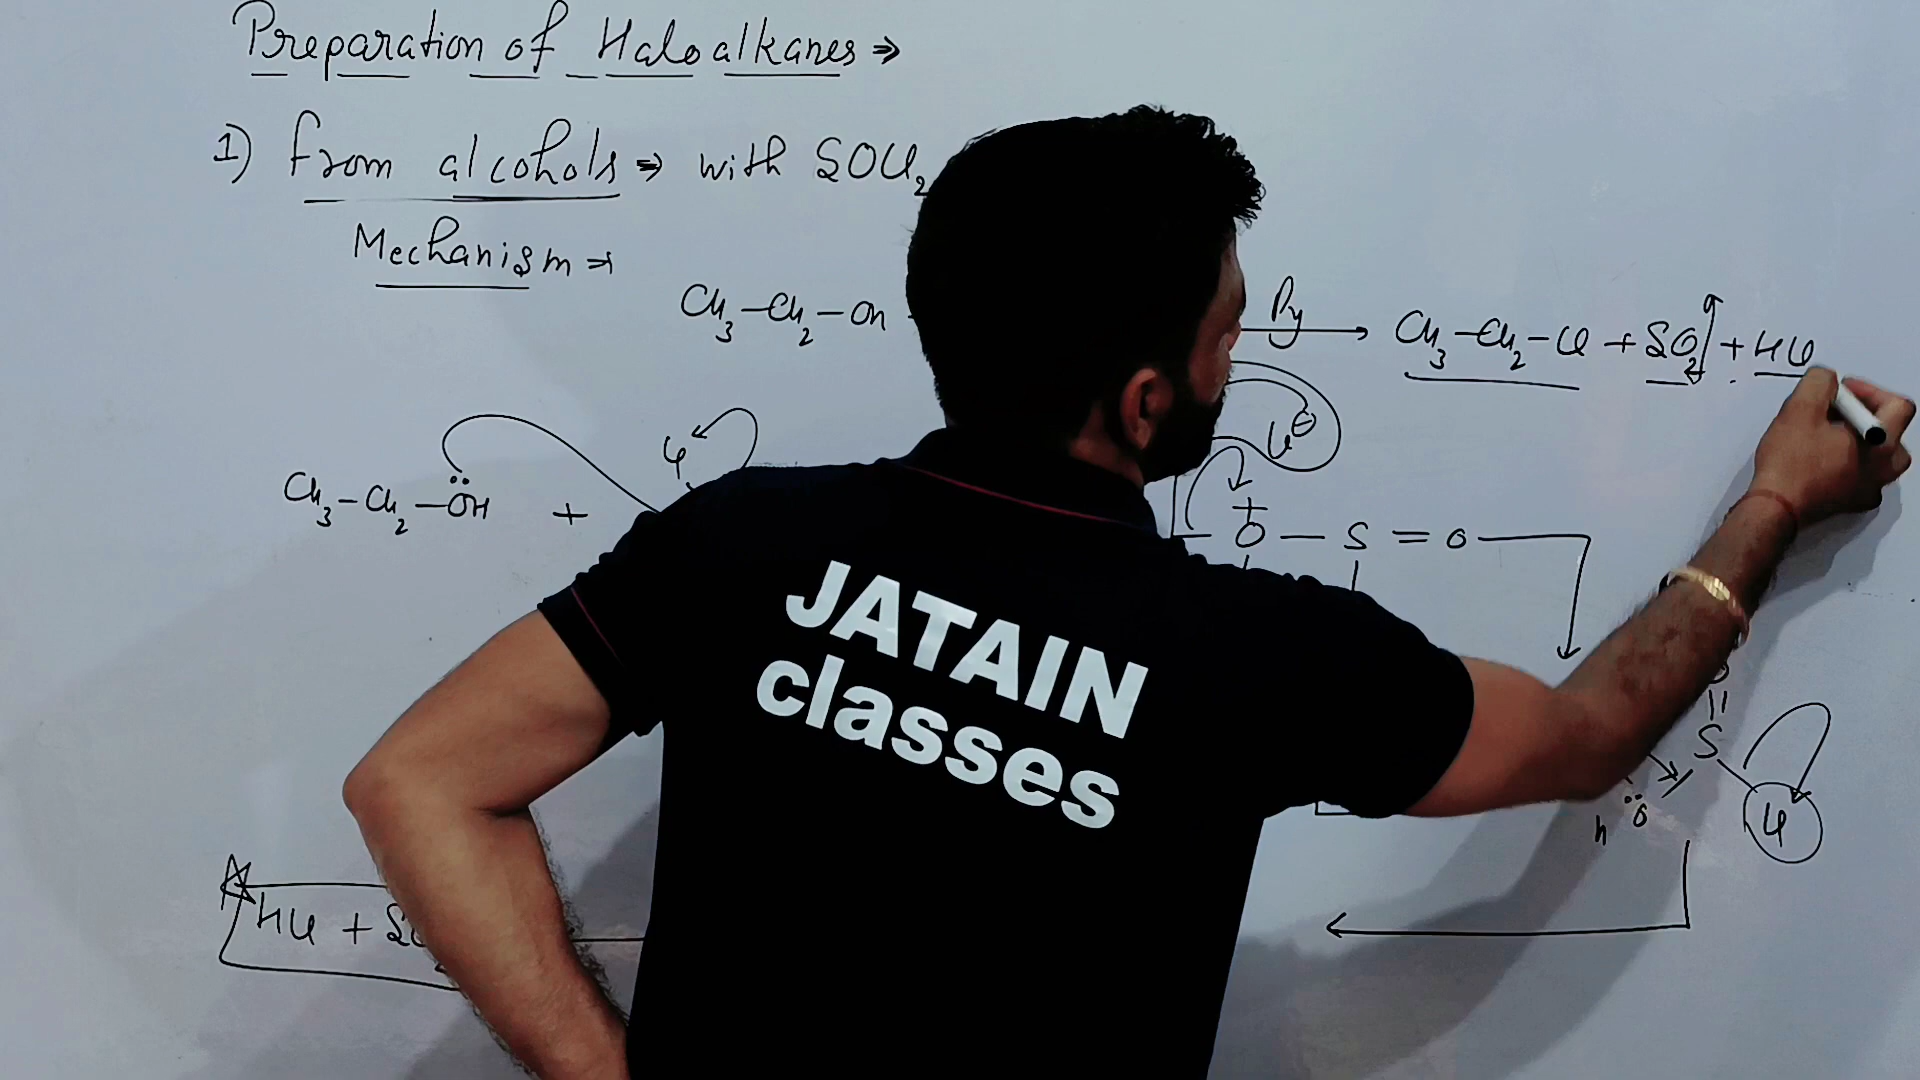 Preparation of Haloalkanes ⇒
1) from alcohols ⇒ with SOCl2
Mechanism ⇒
CH3-CH2-OH Py → CH3-CH2-Cl + SO2↑ + HCl
Cl
Cl⊖
CH3-CH2-ÖH +
+
O - S = O
JATAIN
classes
S
H Ö Cl
HCl + SO